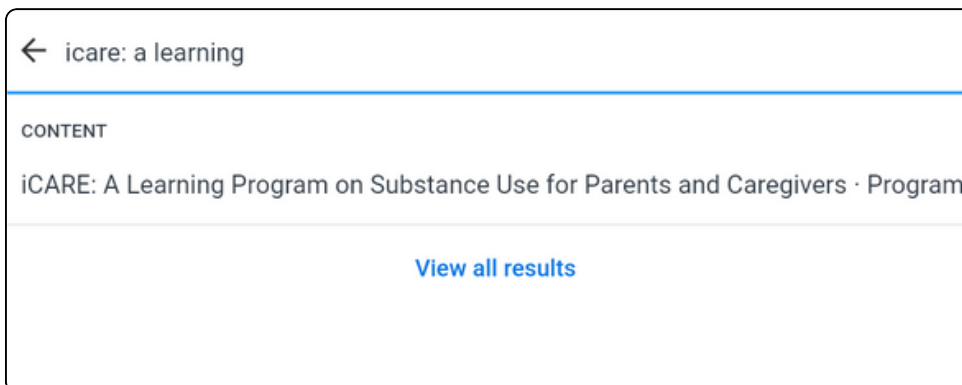 icare: a learning
CONTENT
iCARE: A Learning Program on Substance Use for Parents and Caregivers · Program
View all results